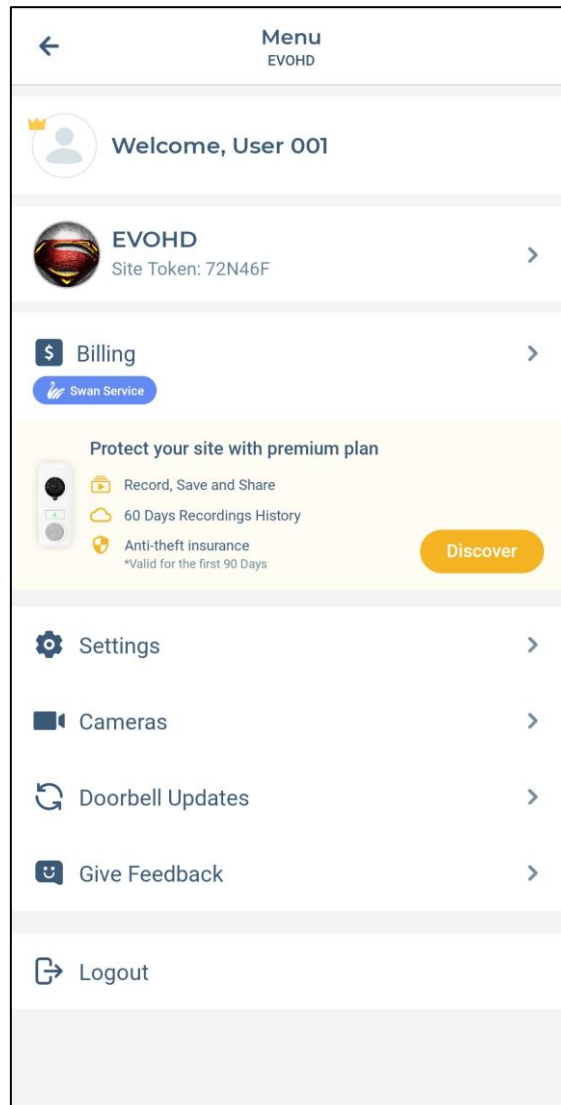 Menu
EVOHD
Welcome, User 001
EVOHD
Site Token: 72N46F
$ Billing
Swan Service
Protect your site with premium plan
Record, Save and Share
60 Days Recordings History
Anti-theft insurance
*Valid for the first 90 Days
Discover
Settings
Cameras
Doorbell Updates
Give Feedback
Logout